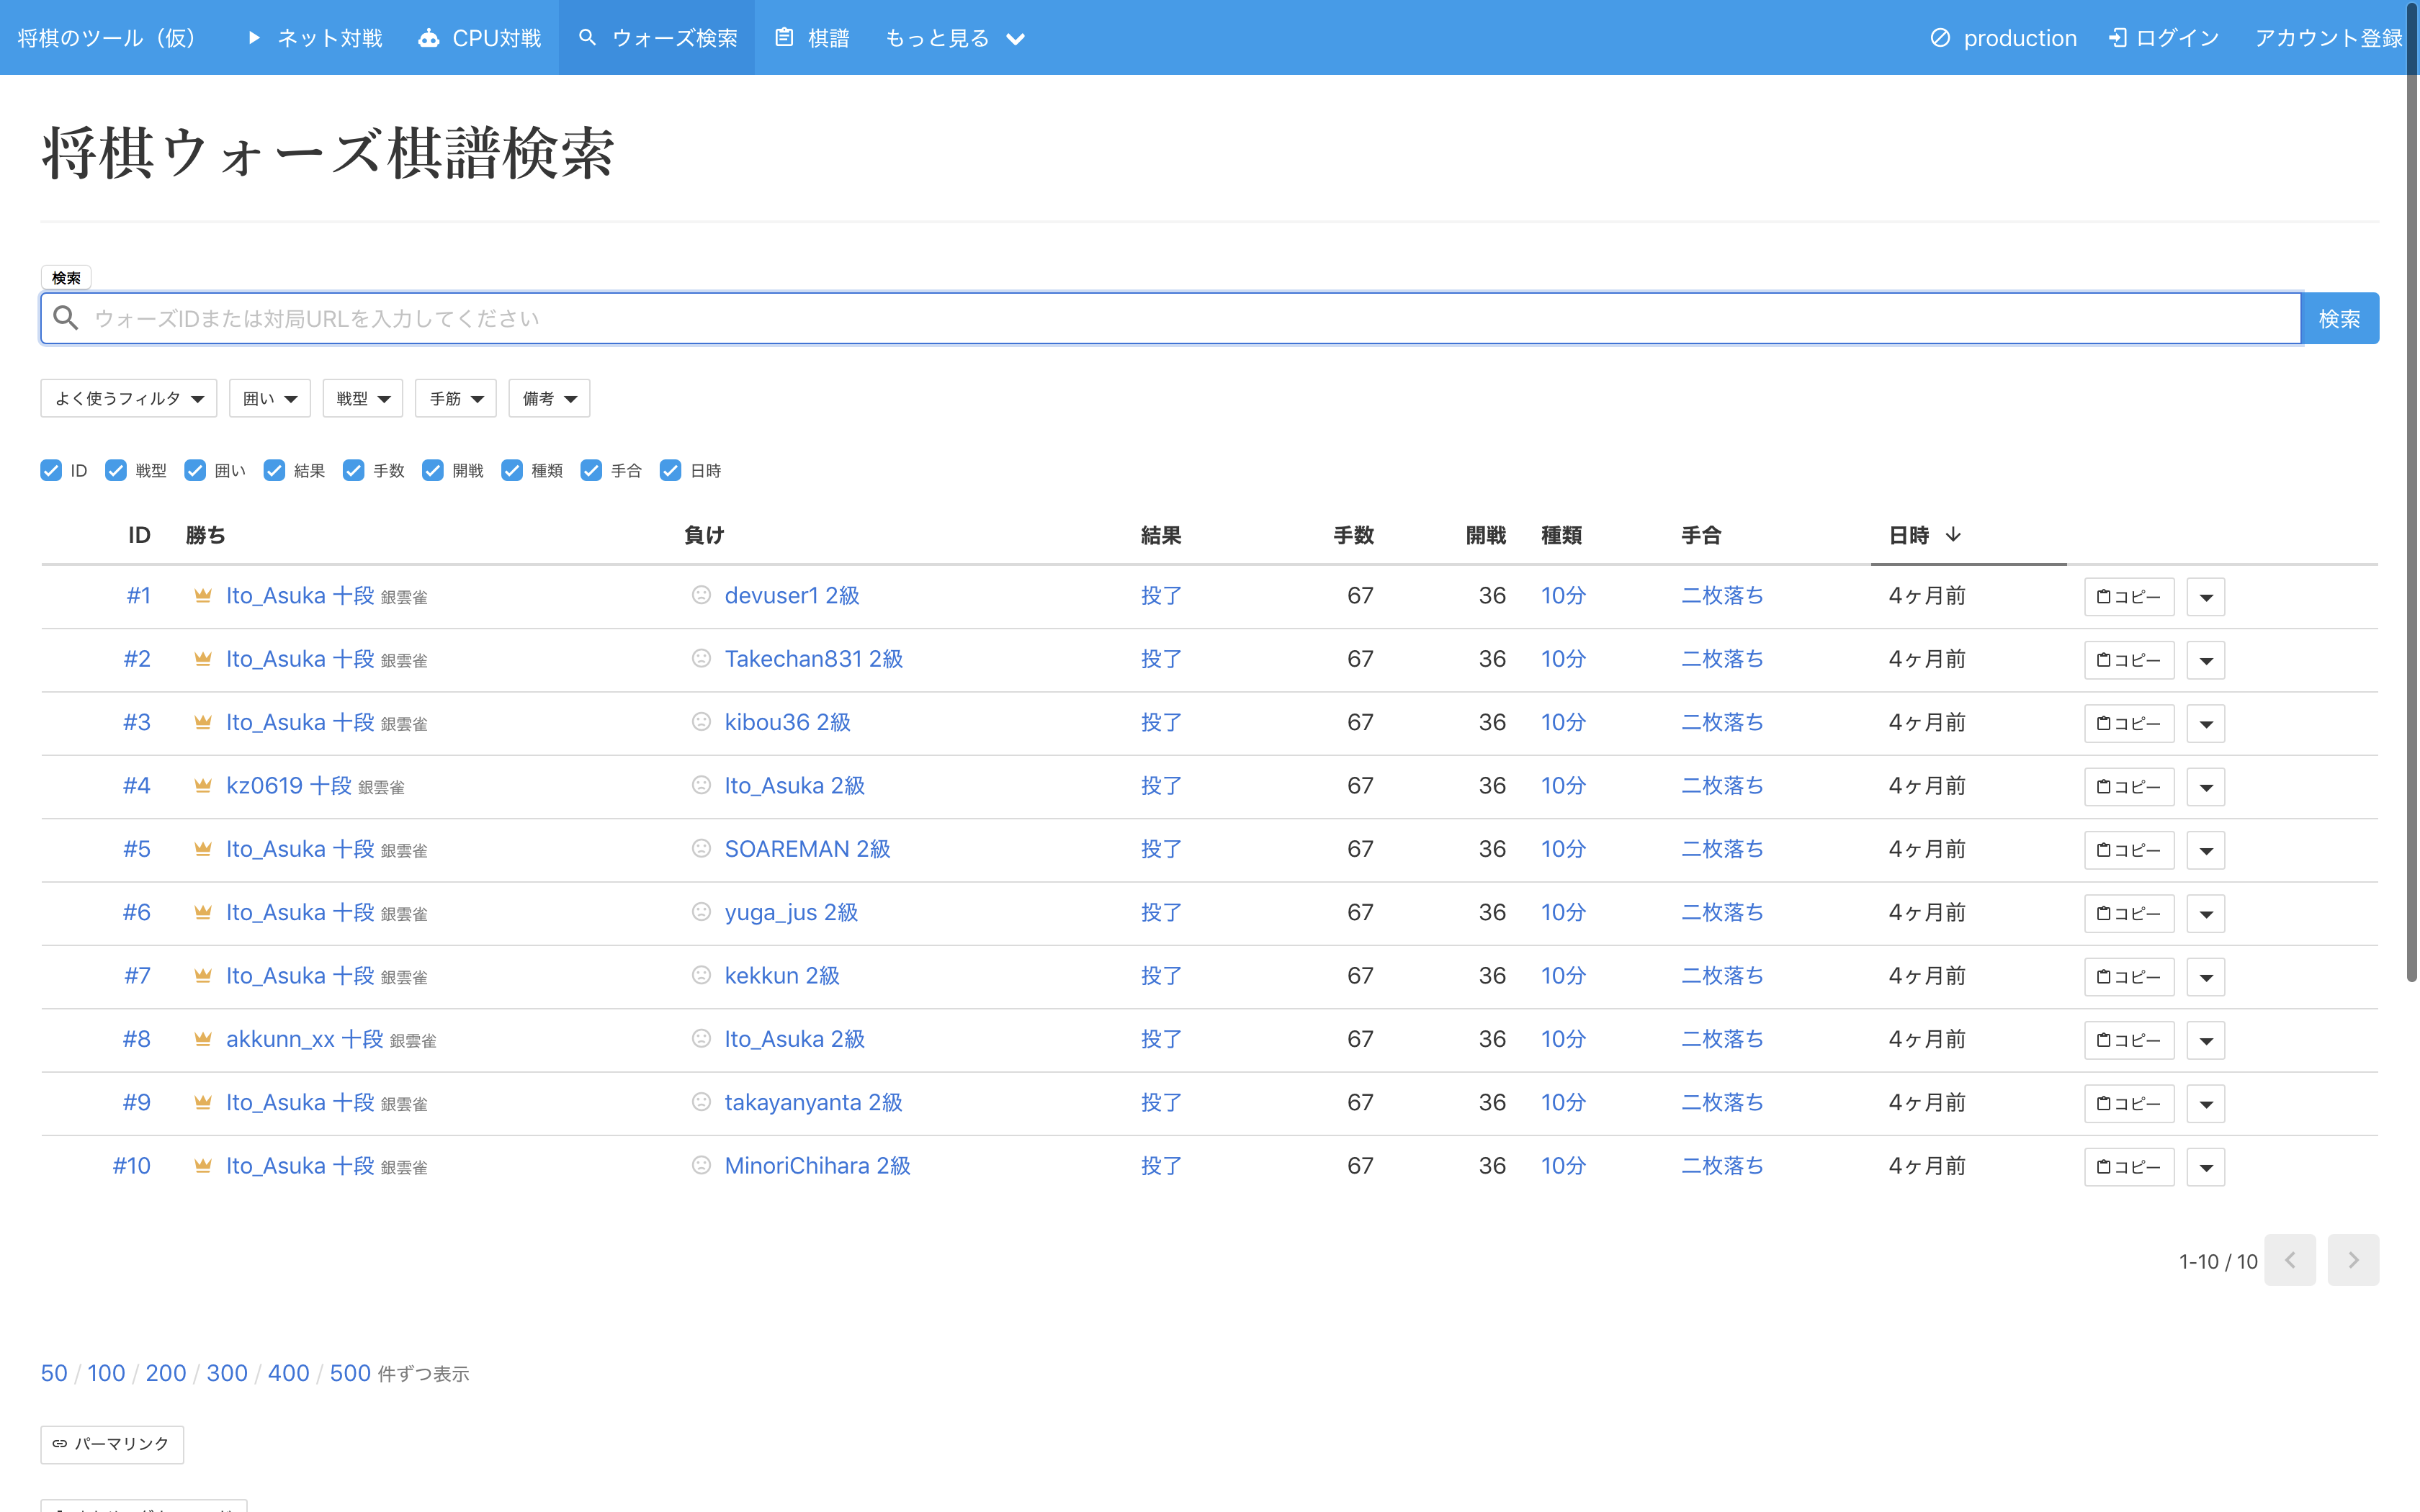 将棋のツール（仮） ネット対戦 CPU対戦 ウォーズ検索 棋譜 もっと見る production ログイン アカウント登録
将棋ウォーズ棋譜検索
検索
ウォーズIDまたは対局URLを入力してください 検索
よく使うフィルタ 囲い 戦型 手筋 備考
ID 戦型 囲い 結果 手数 開戦 種類 手合 日時
ID 勝ち 負け 結果 手数 開戦 種類 手合 日時
#1 Ito_Asuka 十段 銀雲雀 devuser1 2級 投了 67 36 10分 二枚落ち 4ヶ月前 コピー
#2 Ito_Asuka 十段 銀雲雀 Takechan831 2級 投了 67 36 10分 二枚落ち 4ヶ月前 コピー
#3 Ito_Asuka 十段 銀雲雀 kibou36 2級 投了 67 36 10分 二枚落ち 4ヶ月前 コピー
#4 kz0619 十段 銀雲雀 Ito_Asuka 2級 投了 67 36 10分 二枚落ち 4ヶ月前 コピー
#5 Ito_Asuka 十段 銀雲雀 SOAREMAN 2級 投了 67 36 10分 二枚落ち 4ヶ月前 コピー
#6 Ito_Asuka 十段 銀雲雀 yuga_jus 2級 投了 67 36 10分 二枚落ち 4ヶ月前 コピー
#7 Ito_Asuka 十段 銀雲雀 kekkun 2級 投了 67 36 10分 二枚落ち 4ヶ月前 コピー
#8 akkunn_xx 十段 銀雲雀 Ito_Asuka 2級 投了 67 36 10分 二枚落ち 4ヶ月前 コピー
#9 Ito_Asuka 十段 銀雲雀 takayanyanta 2級 投了 67 36 10分 二枚落ち 4ヶ月前 コピー
#10 Ito_Asuka 十段 銀雲雀 MinoriChihara 2級 投了 67 36 10分 二枚落ち 4ヶ月前 コピー
1-10 / 10
50 / 100 / 200 / 300 / 400 / 500 件ずつ表示
パーマリンク